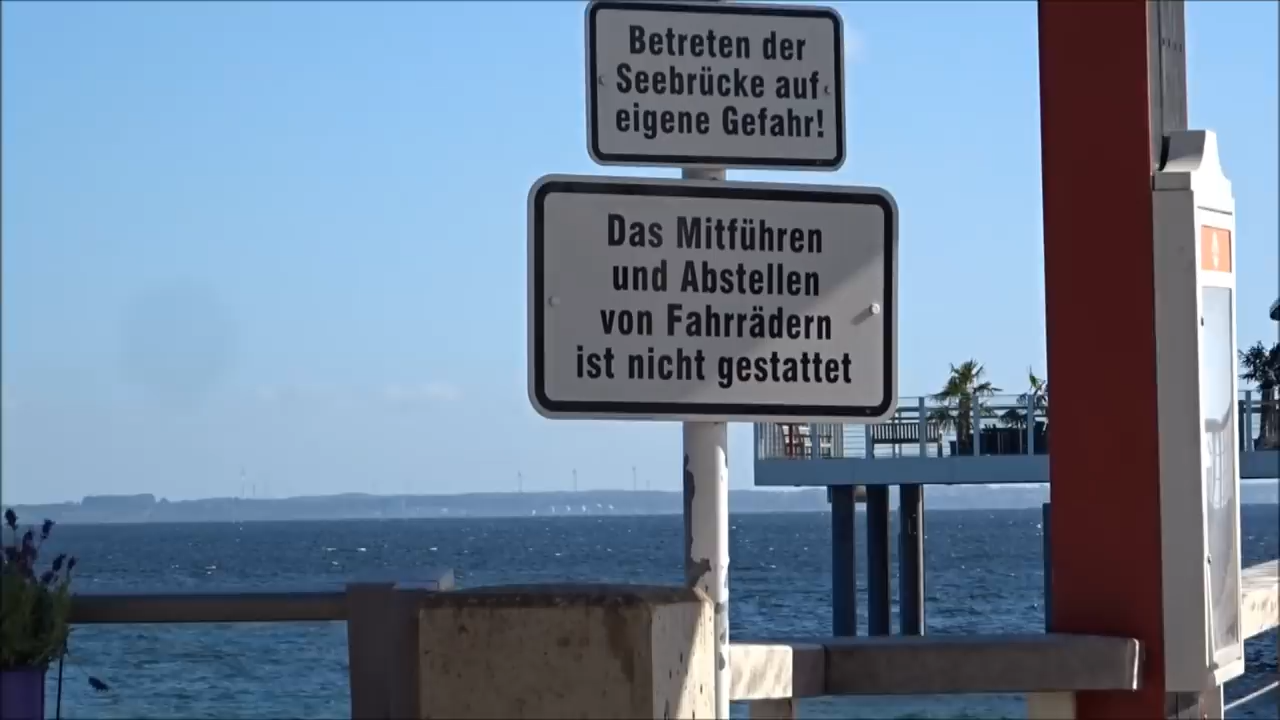 Betreten der
Seebrücke auf
eigene Gefahr!
Das Mitführen
und Abstellen
von Fahrrädern
ist nicht gestattet